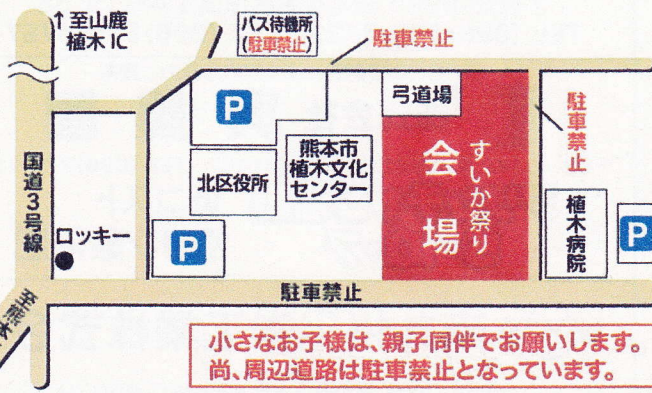 ↑至山鹿
植木IC
バス待機所
(駐車禁止)
駐車禁止
P
弓道場
駐車禁止
熊本市
植木文化
センター
北区役所
すいか祭り
会場
国道3号線
ロッキー
P
植木病院
P
駐車禁止
至熊本
小さなお子様は、親子同伴でお願いします。
尚、周辺道路は駐車禁止となっています。